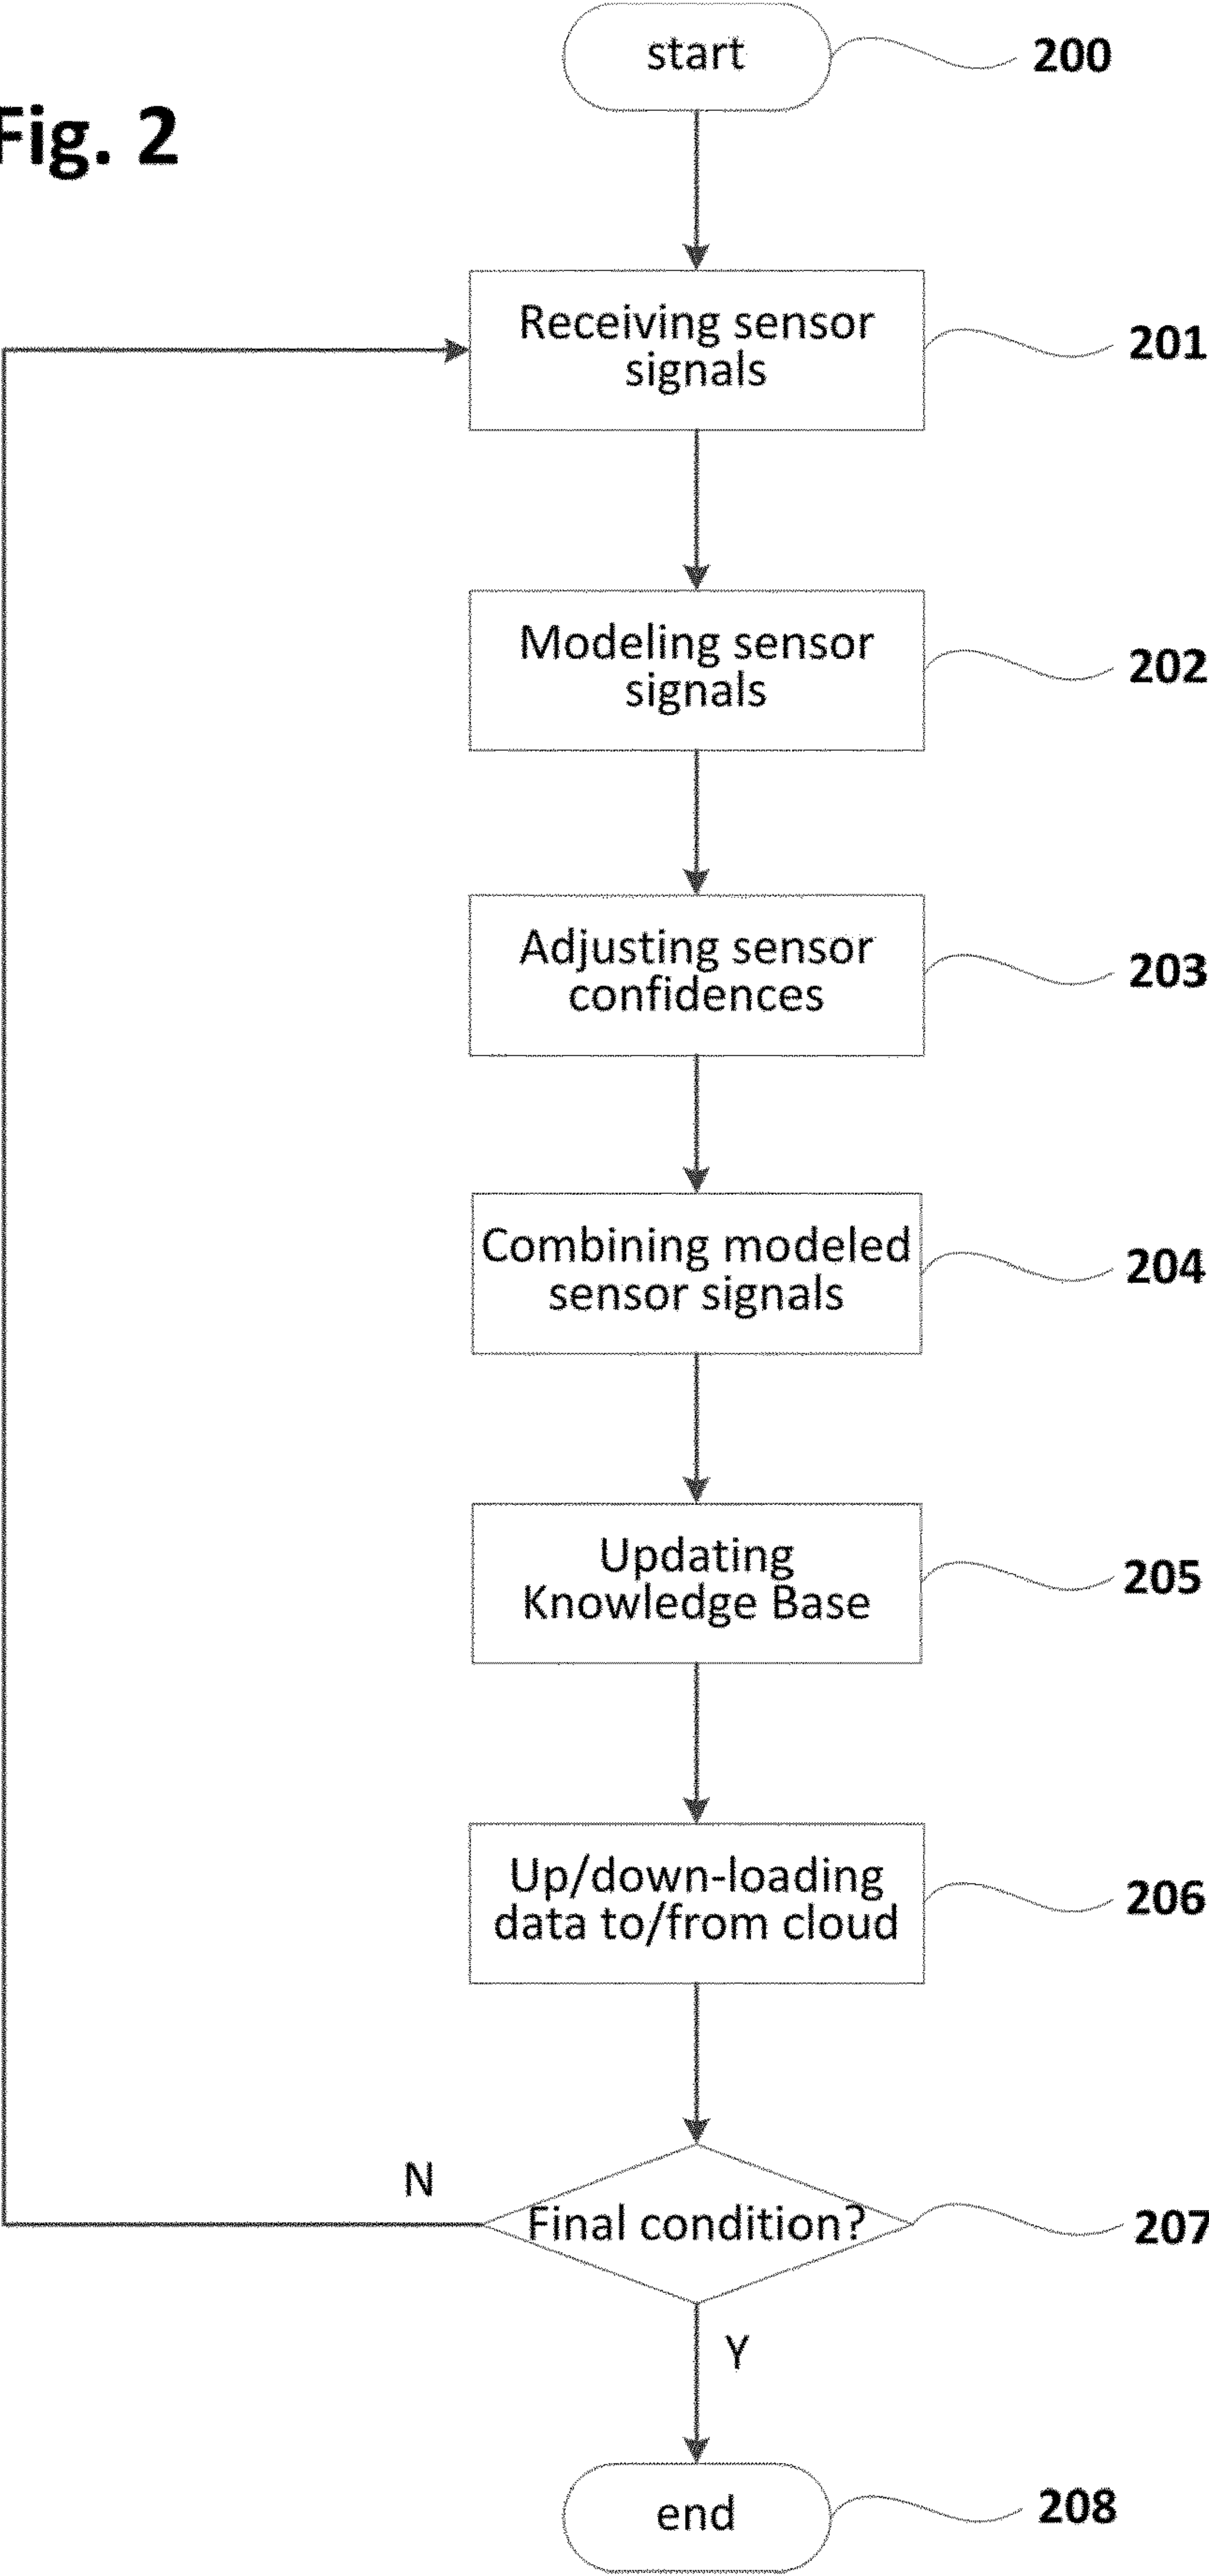 start
200
Fig. 2
Receiving sensor
signals
201
Modeling sensor
signals
202
Adjusting sensor
confidences
203
Combining modeled
sensor signals
204
Updating
Knowledge Base
205
Up/down-loading
data to/from cloud
206
N
Final condition?
207
Y
end
208